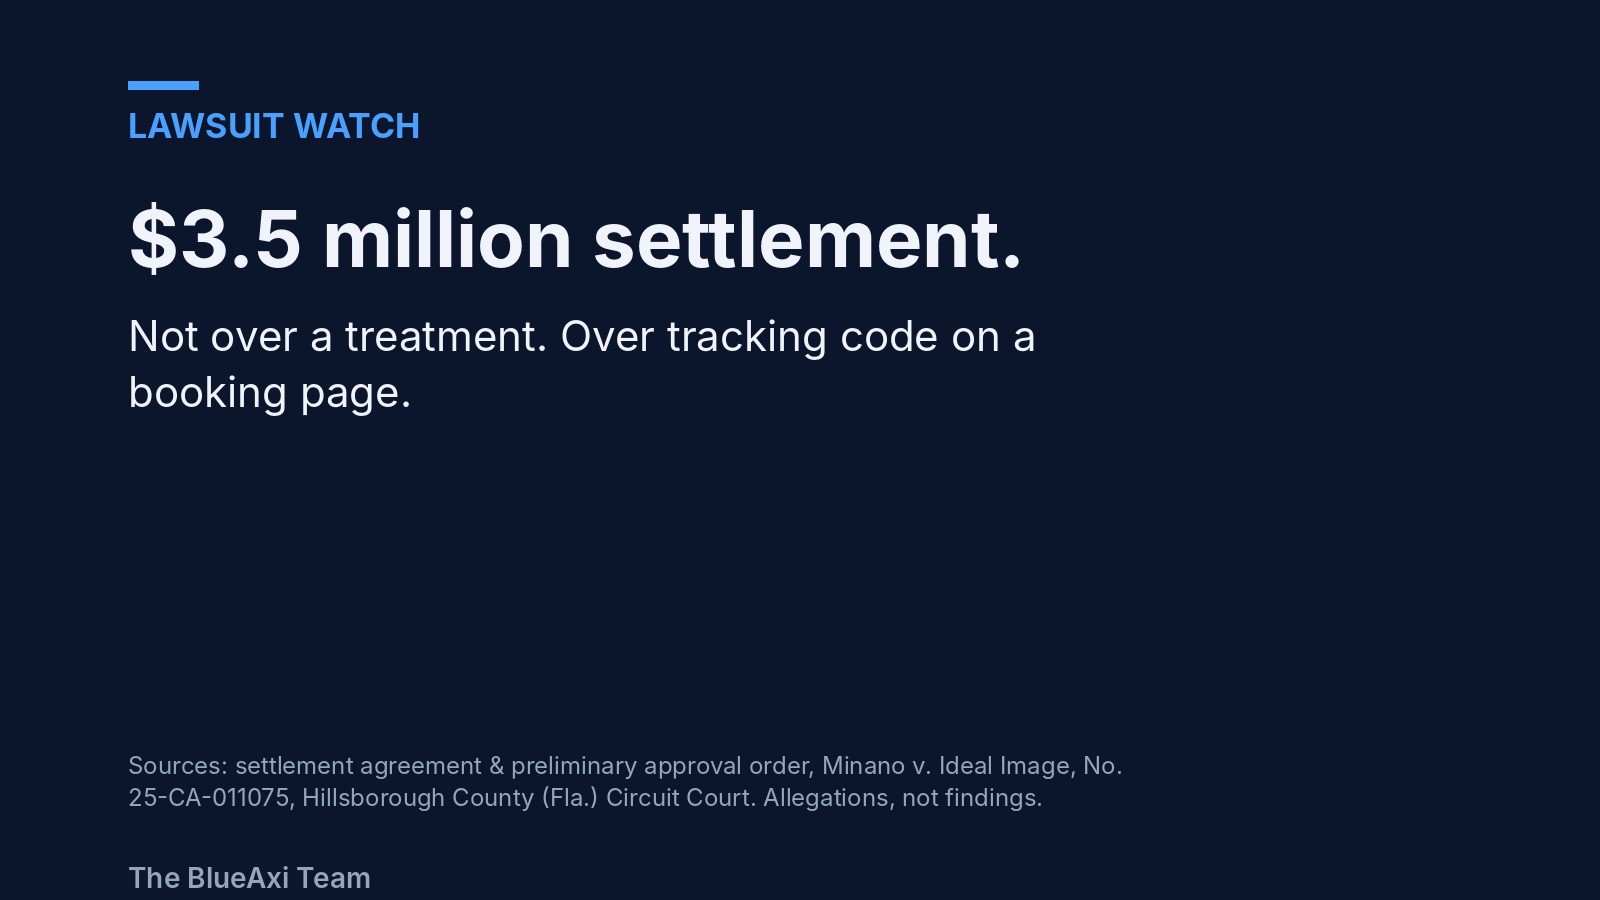 LAWSUIT WATCH
$3.5 million settlement.
Not over a treatment. Over tracking code on a
booking page.
Sources: settlement agreement & preliminary approval order, Minano v. Ideal Image, No.
25-CA-011075, Hillsborough County (Fla.) Circuit Court. Allegations, not findings.
The BlueAxi Team